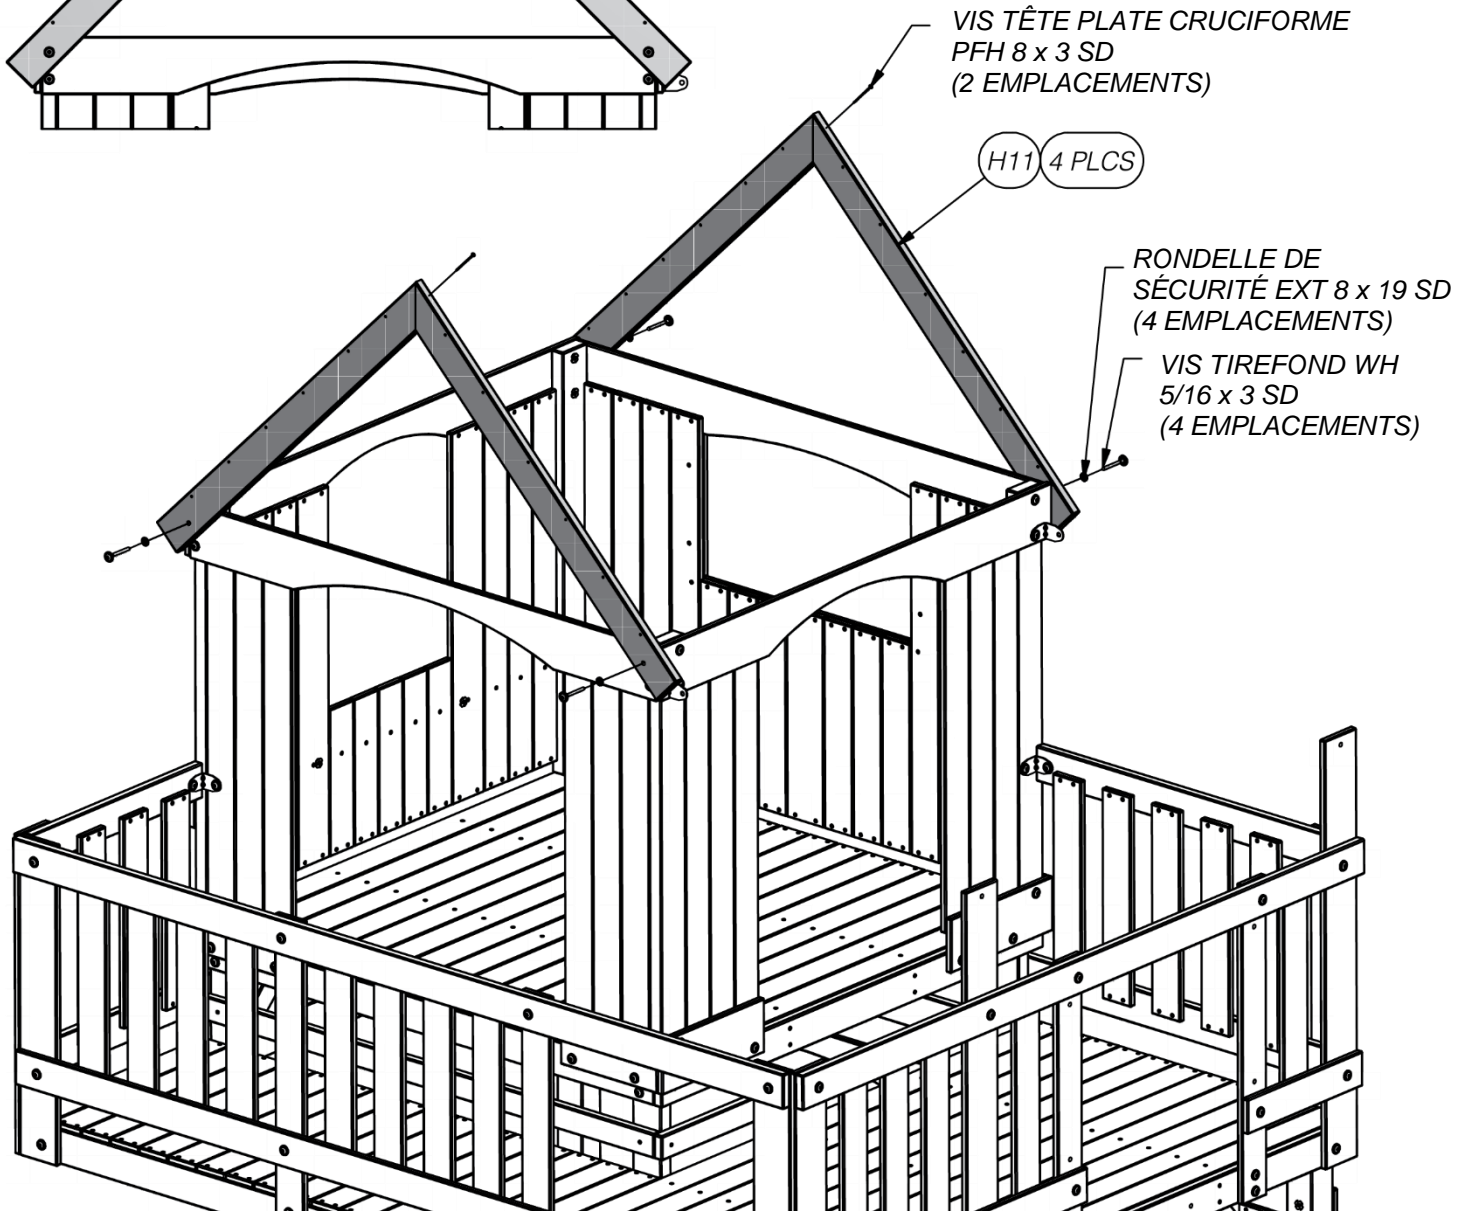 VIS TÊTE PLATE CRUCIFORME
PFH 8 x 3 SD
(2 EMPLACEMENTS)
H11 4 PLCS
RONDELLE DE
SÉCURITÉ EXT 8 x 19 SD
(4 EMPLACEMENTS)
VIS TIREFOND WH
5/16 x 3 SD
(4 EMPLACEMENTS)